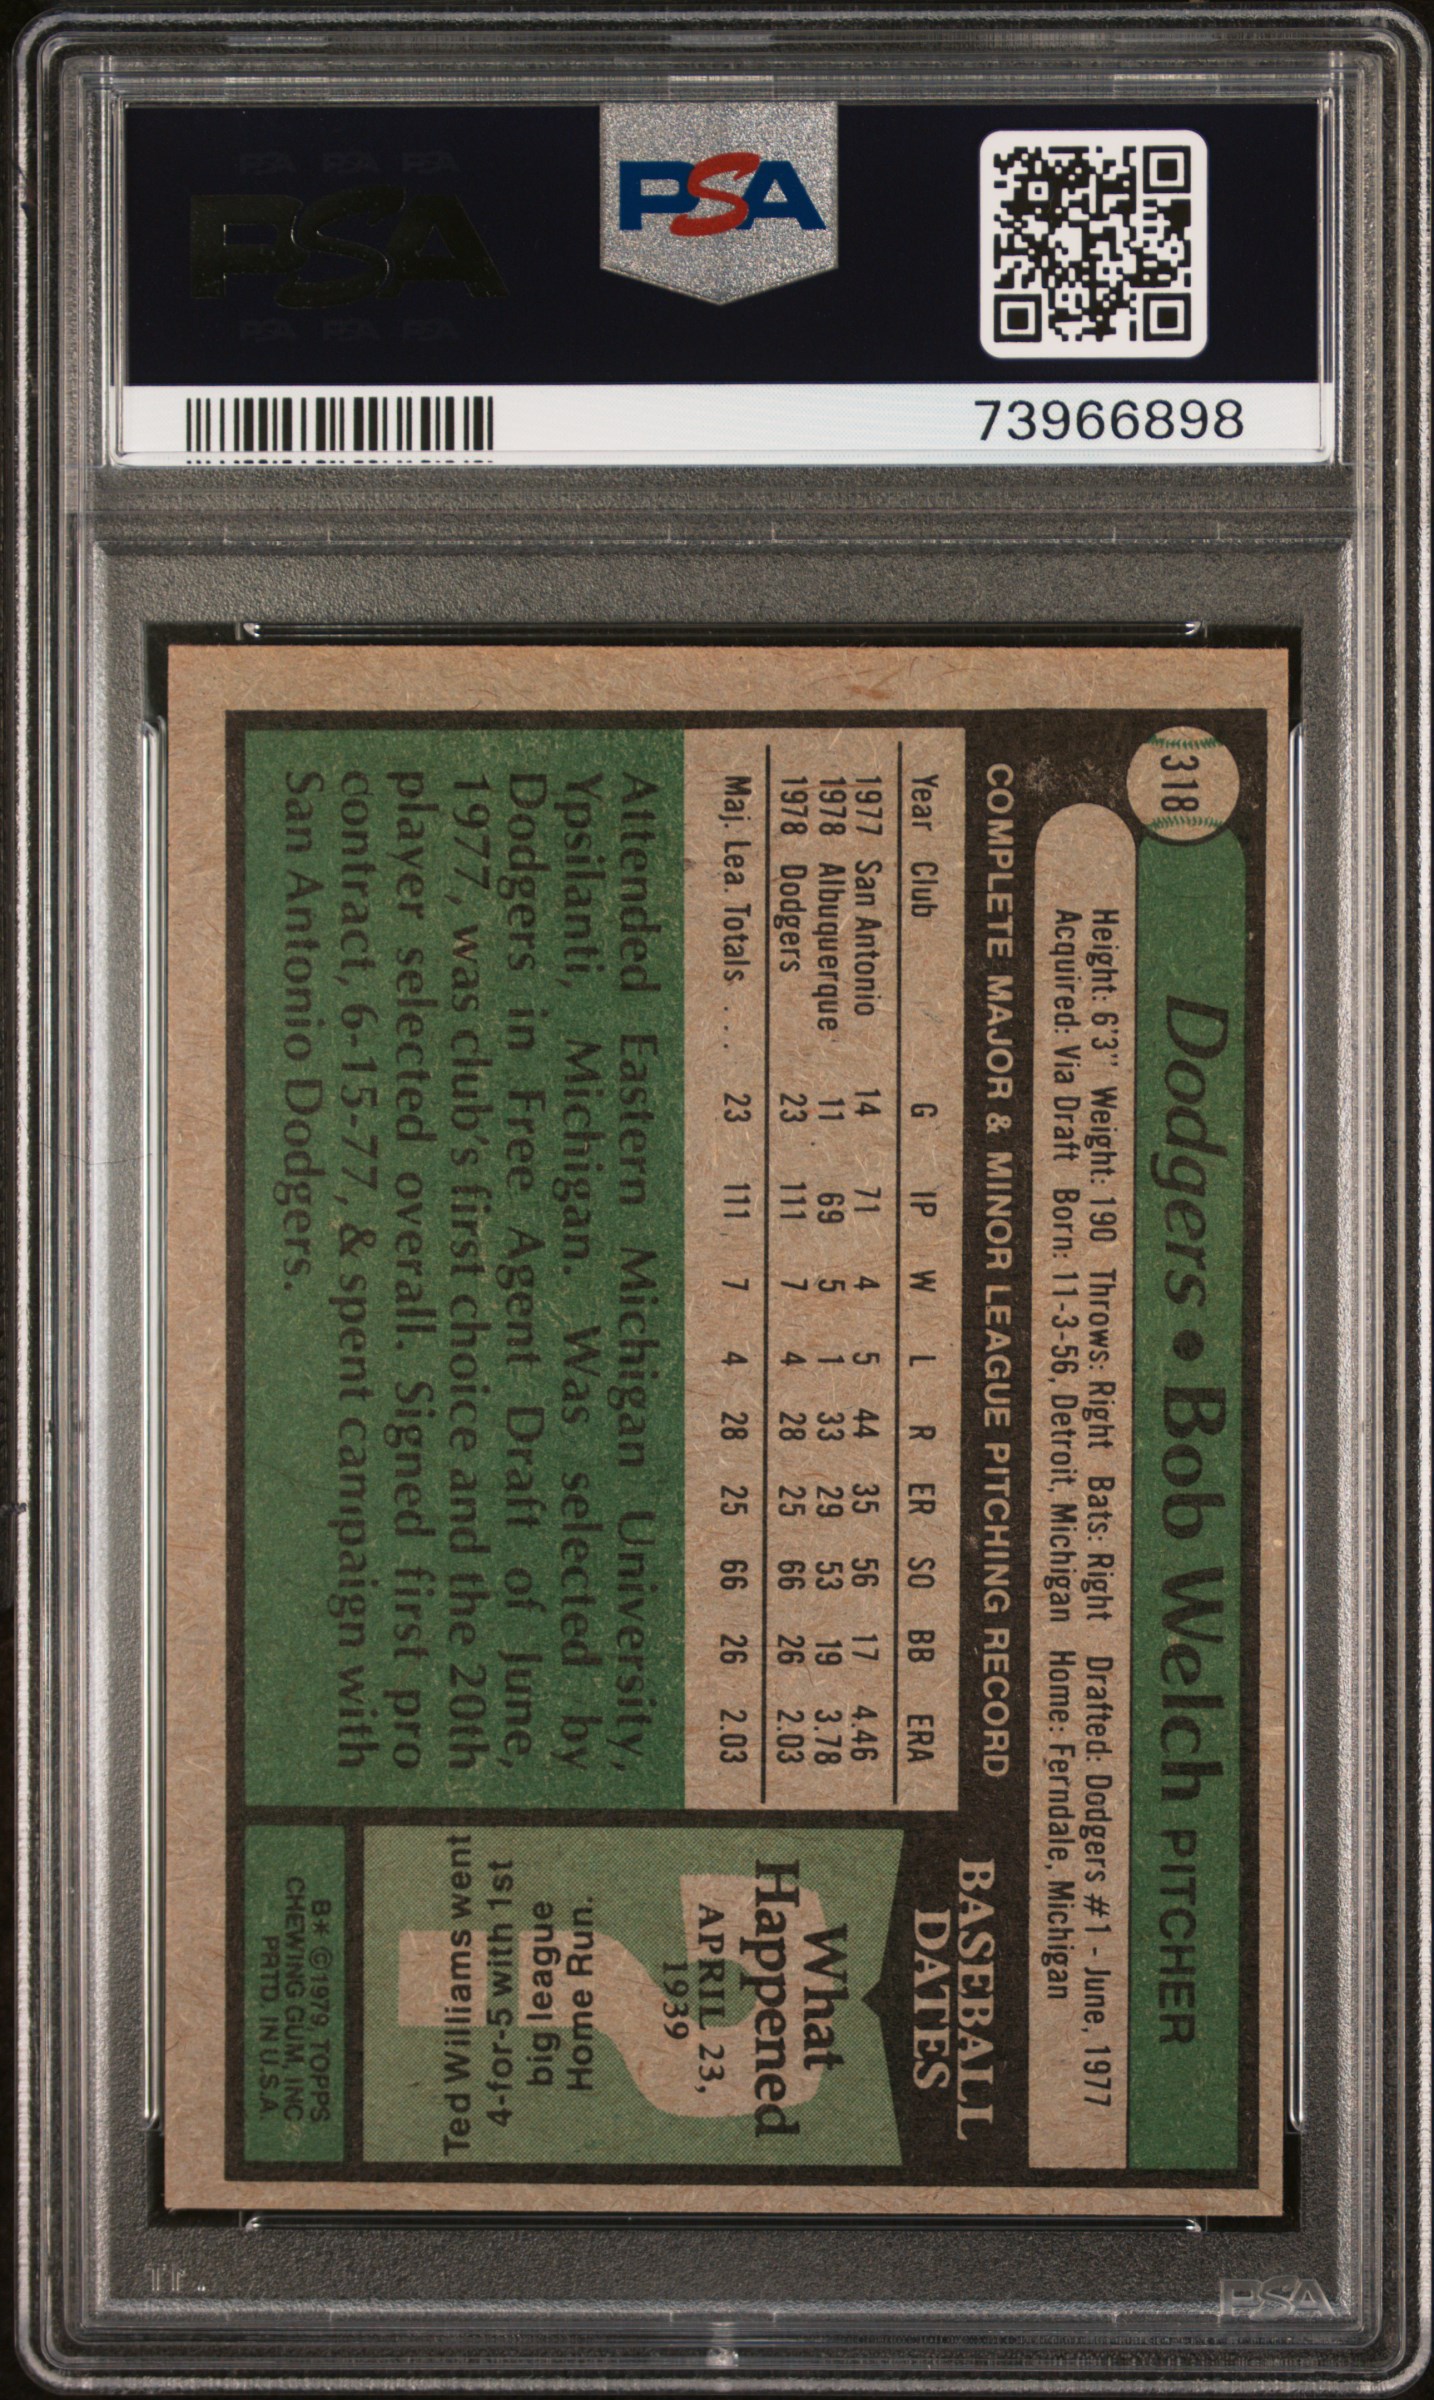 PSA PSA PSA
PSA
PSA PSA PSA
PSA
73966898
318
Dodgers • Bob Welch PITCHER
Height: 6'3" Weight: 190 Throws: Right Bats: Right Drafted: Dodgers #1 - June, 1977
Acquired: Via Draft Born: 11-3-56, Detroit, Michigan Home: Ferndale, Michigan
COMPLETE MAJOR & MINOR LEAGUE PITCHING RECORD
Year Club G IP W L R ER SO BB ERA
1977 San Antonio 14 71 4 5 44 35 56 17 4.46
1978 Albuquerque 11 69 5 1 33 29 53 19 3.78
1978 Dodgers 23 111 7 4 28 25 66 26 2.03
Maj. Lea. Totals . . . 23 111 7 4 28 25 66 26 2.03
Attended Eastern Michigan University,
Ypsilanti, Michigan. Was selected by
Dodgers in Free Agent Draft of June,
1977, was club's first choice and the 20th
player selected overall. Signed first pro
contract, 6-15-77, & spent campaign with
San Antonio Dodgers.
BASEBALL
DATES
What
Happened
APRIL 23,
1939
Home Run.
big league
4-for-5 with 1st
Ted Williams went
B* ©1979, TOPPS
CHEWING GUM, INC.
PRTD. IN U.S.A.
PSA